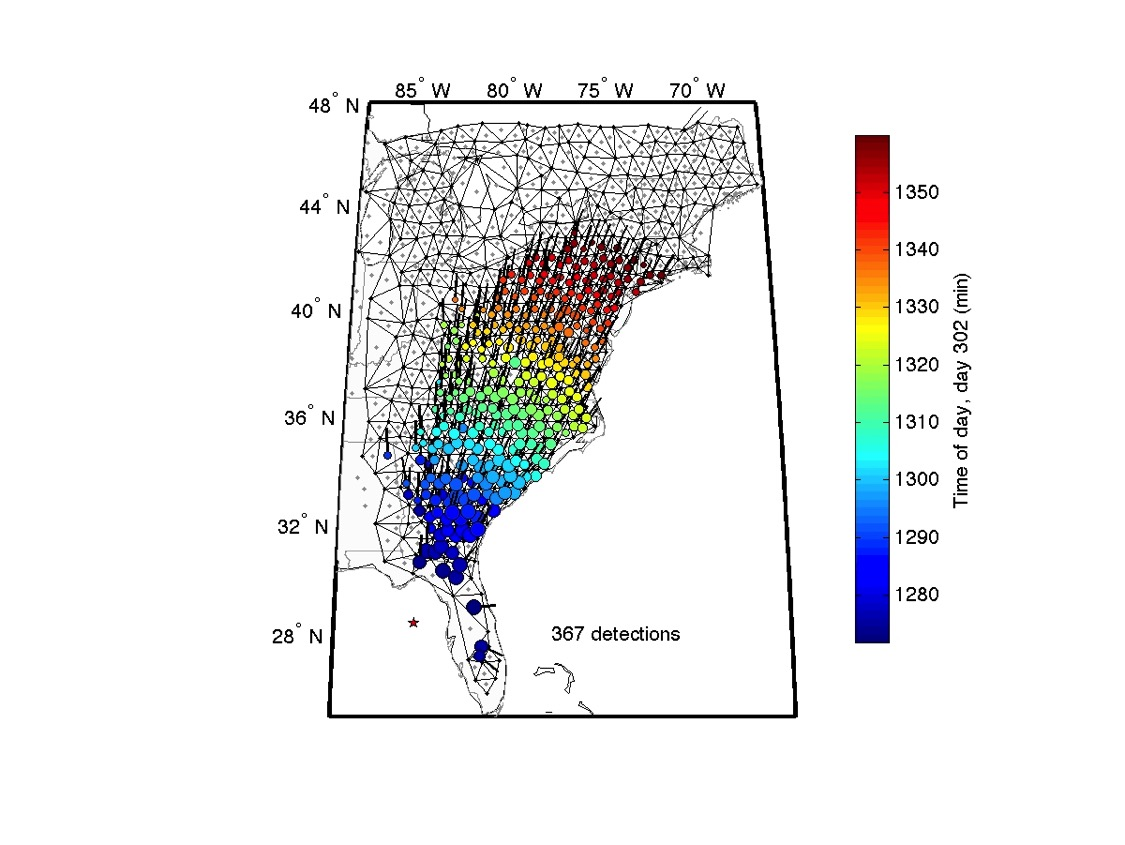 85° W 80° W 75° W 70° W
48° N
44° N
40° N
36° N
32° N
28° N
367 detections
1350
1340
1330
1320
1310
1300
1290
1280
Time of day, day 302 (min)